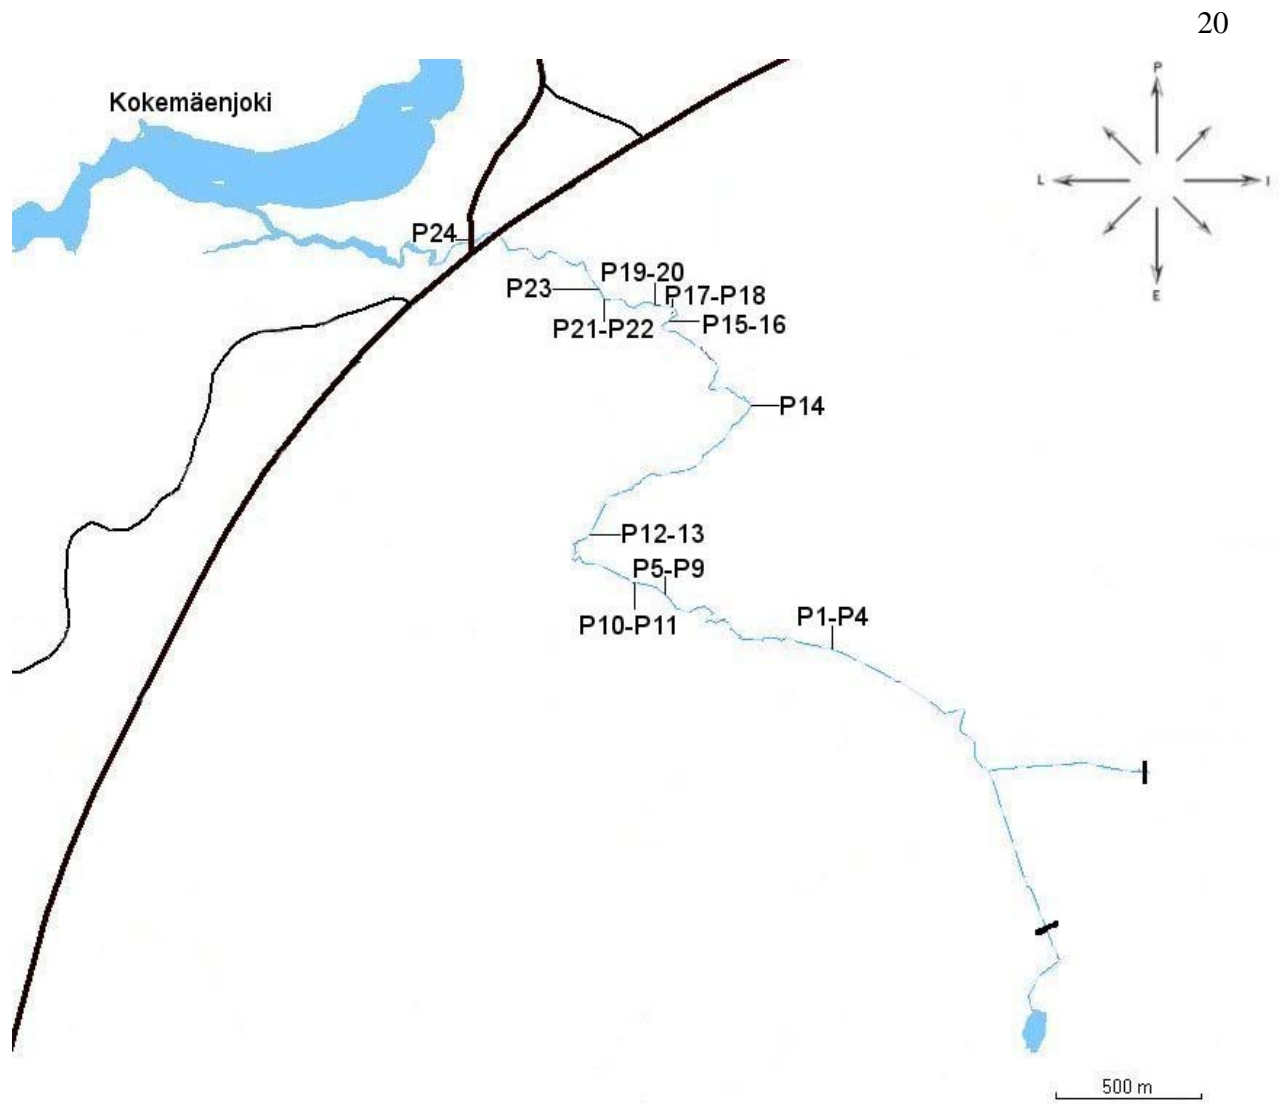 20
P
Kokemäenjoki
L
I
P24
P19-20
P23
P17-P18
E
P21-P22
P15-16
P14
P12-13
P5-P9
P10-P11
P1-P4
500 m